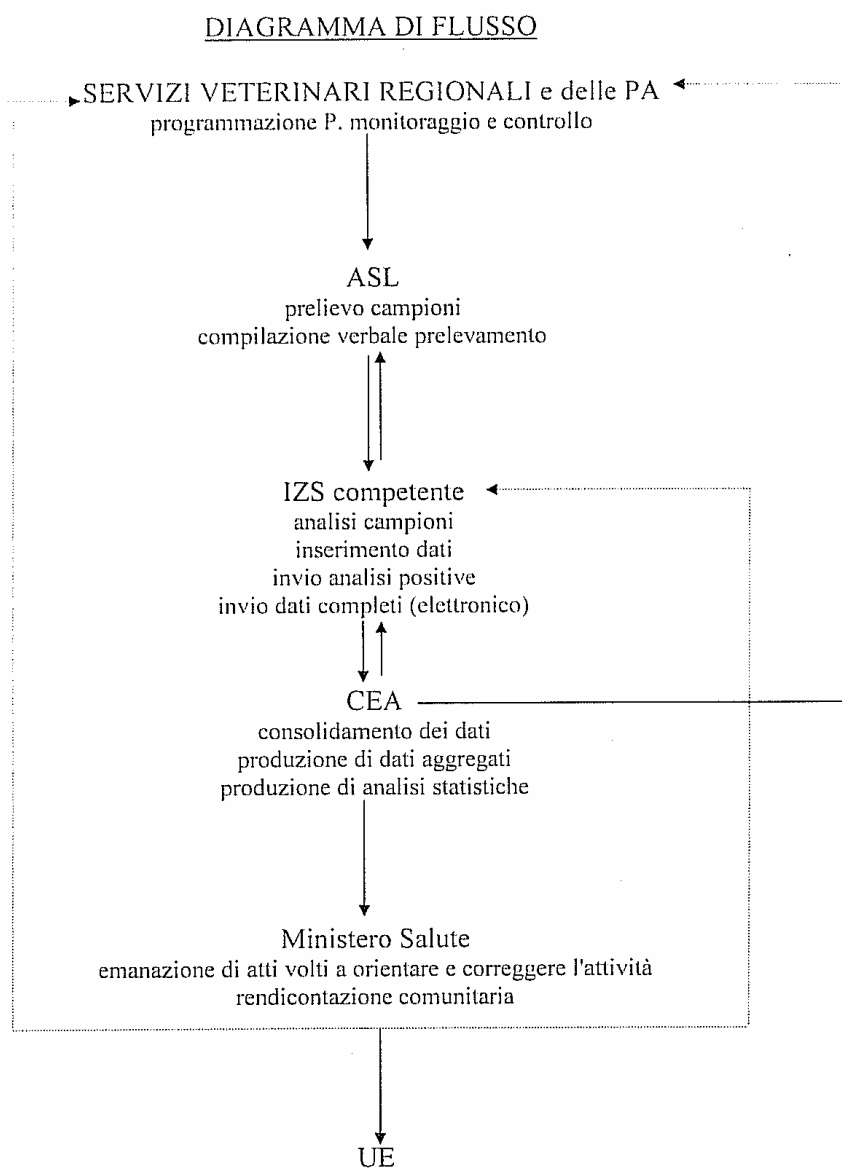 DIAGRAMMA DI FLUSSO
SERVIZI VETERINARI REGIONALI e delle PA
programmazione P. monitoraggio e controllo
ASL
prelievo campioni
compilazione verbale prelevamento
IZS competente
analisi campioni
inserimento dati
invio analisi positive
invio dati completi (elettronico)
CEA
consolidamento dei dati
produzione di dati aggregati
produzione di analisi statistiche
Ministero Salute
emanazione di atti volti a orientare e correggere l'attività
rendicontazione comunitaria
UE